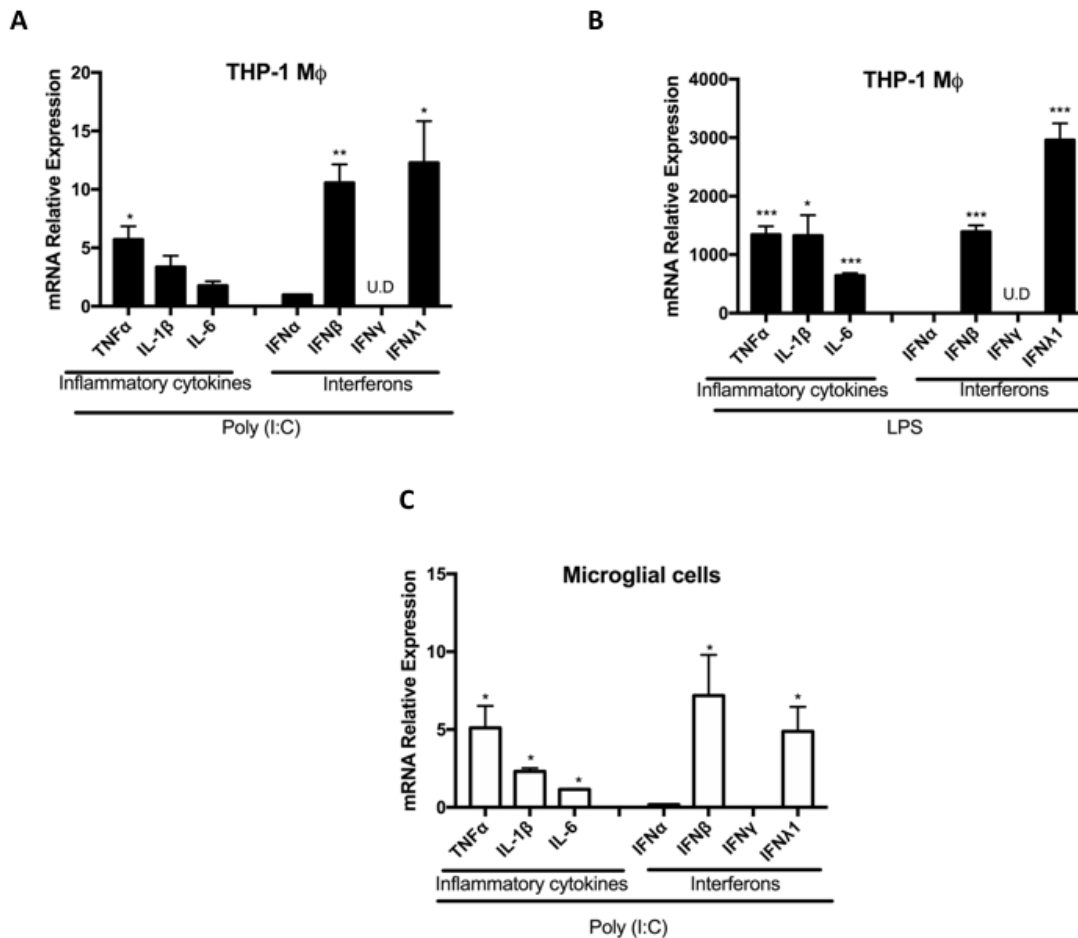 A
THP-1 Mϕ
mRNA Relative Expression
20
15
10
5
0
*
**
U.D
*
TNFα IL-1β IL-6 IFNα IFNβ IFNγ IFNλ1
Inflammatory cytokines Interferons
Poly (I:C)
B
THP-1 Mϕ
mRNA Relative Expression
4000
3000
2000
1000
0
***
*
***
***
U.D
***
TNFα IL-1β IL-6 IFNα IFNβ IFNγ IFNλ1
Inflammatory cytokines Interferons
LPS
C
Microglial cells
mRNA Relative Expression
15
10
5
0
*
*
*
*
*
TNFα IL-1β IL-6 IFNα IFNβ IFNγ IFNλ1
Inflammatory cytokines Interferons
Poly (I:C)